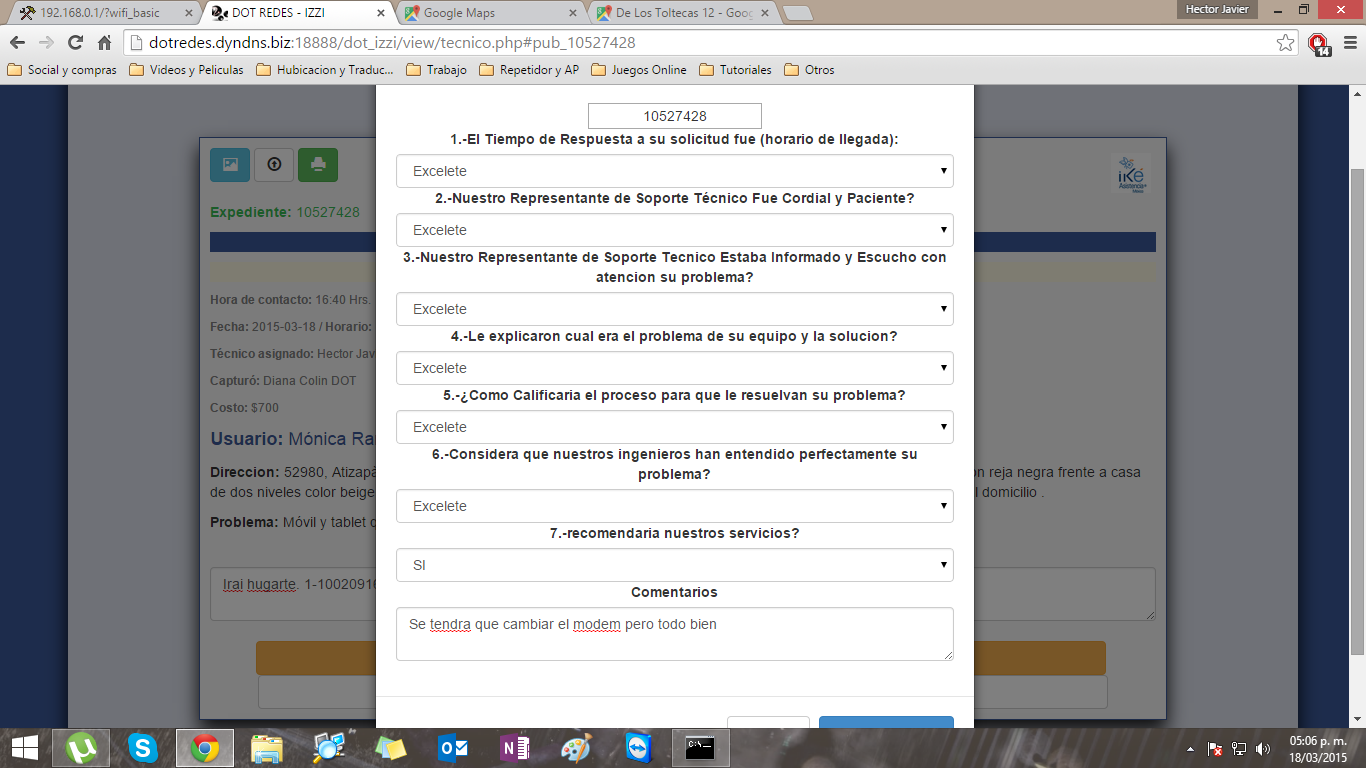 192.168.0.1/?wifi_basic
DOT REDES - IZZI
Google Maps
De Los Toltecas 12 - Goo
Hector Javier
dotredes.dyndns.biz:18888/dot_izzi/view/tecnico.php#pub_10527428
14
Social y compras
Videos y Peliculas
Hubicacion y Traduc...
Trabajo
Repetidor y AP
Juegos Online
Tutoriales
Otros
10527428
1.-El Tiempo de Respuesta a su solicitud fue (horario de llegada):
Excelete
2.-Nuestro Representante de Soporte Técnico Fue Cordial y Paciente?
Excelete
3.-Nuestro Representante de Soporte Tecnico Estaba Informado y Escucho con
atencion su problema?
Excelete
4.-Le explicaron cual era el problema de su equipo y la solucion?
Excelete
5.-¿Como Calificaria el proceso para que le resuelvan su problema?
Excelete
6.-Considera que nuestros ingenieros han entendido perfectamente su
problema?
Excelete
7.-recomendaria nuestros servicios?
SI
Comentarios
Se tendra que cambiar el modem pero todo bien
ikë
Asistencia
México
Expediente: 10527428
Hora de contacto: 16:40 Hrs.
Fecha: 2015-03-18 / Horario:
Tècnico asignado: Hector Jav
Capturó: Diana Colin DOT
Costo: $700
Usuario: Mónica Ra
Direccion: 52980, Atizapá
n reja negra frente a casa
de dos niveles color beige
l domicilio .
Problema: Móvil y tablet
Irai hugarte. 1-10020916
05:06 p. m.
18/03/2015